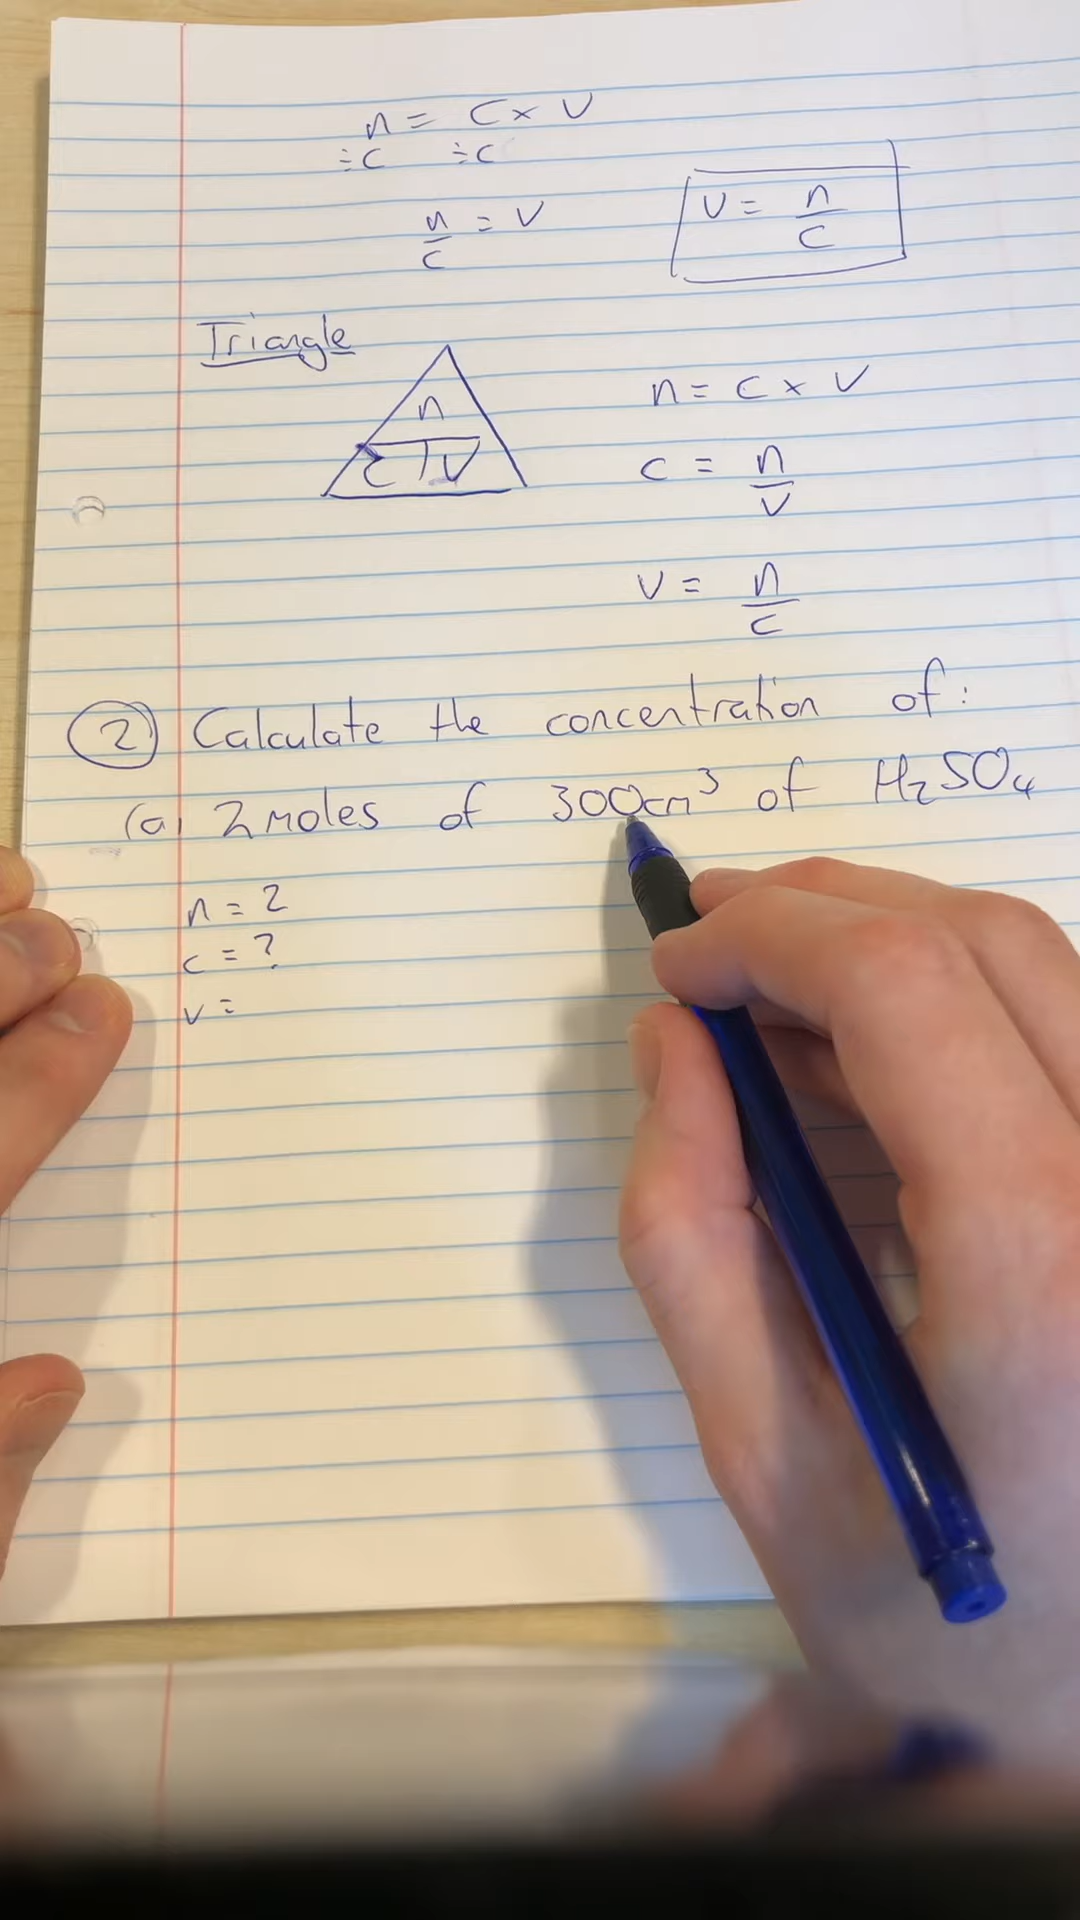 n = C × V
÷C ÷C
n/c = V
V = n/c
Triangle
n
c V
n = c × V
c = n/V
V = n/c
② Calculate the concentration of:
(a) 2 moles of 300cm³ of H₂SO₄
n = 2
c = ?
v =